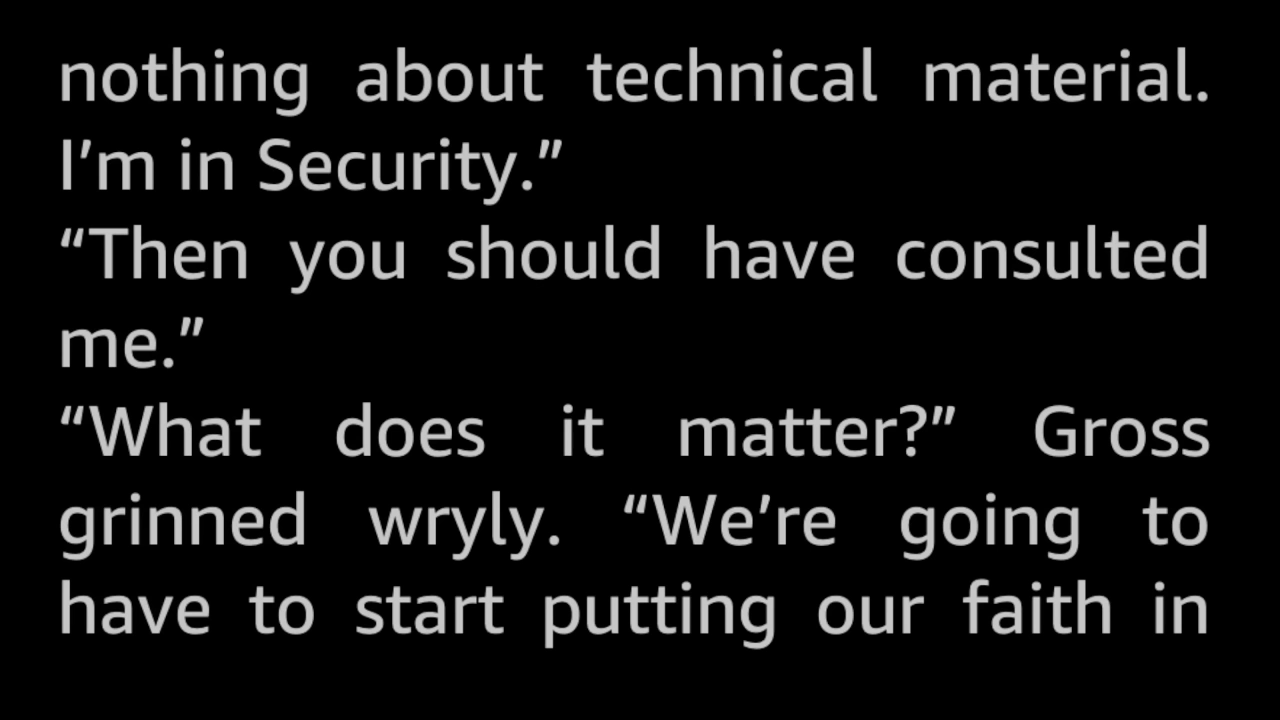 nothing about technical material.
I’m in Security.”
“Then you should have consulted
me.”
“What does it matter?” Gross
grinned wryly. “We’re going to
have to start putting our faith in